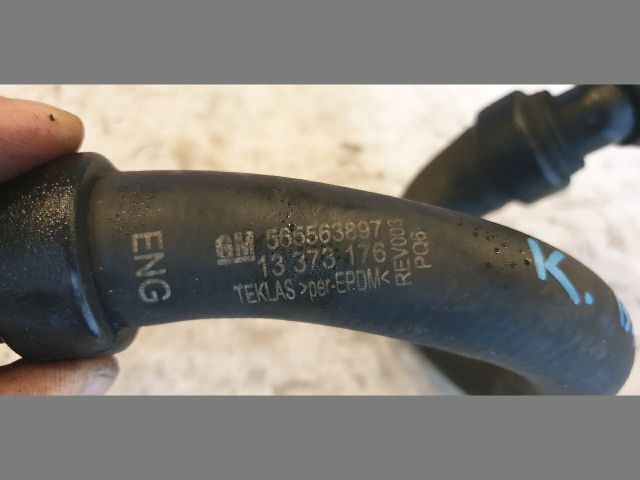 ENG
GM 555563897
13 373 176
TEKLAS >per-EPDM<
REV003
PQ6
K.